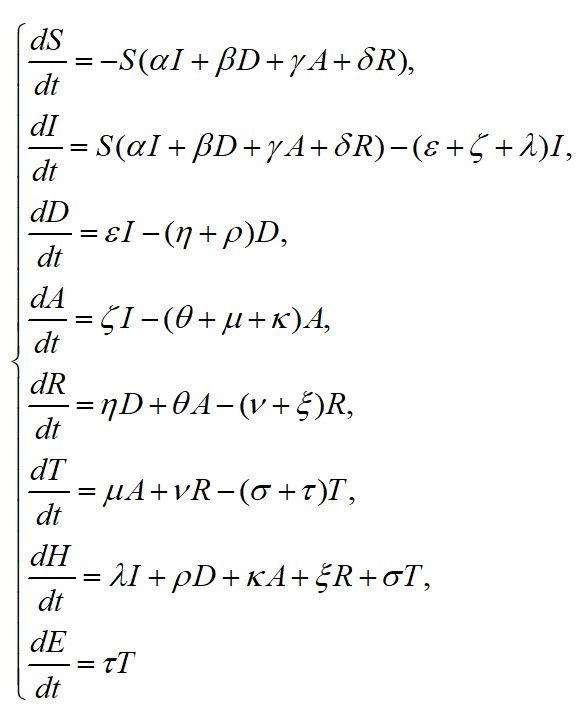 dS/dt = −S(αI + βD + γA + δR),
dI/dt = S(αI + βD + γA + δR) − (ε + ζ + λ)I,
dD/dt = εI − (η + ρ)D,
dA/dt = ζI − (θ + μ + κ)A,
dR/dt = ηD + θA − (ν + ξ)R,
dT/dt = μA + νR − (σ + τ)T,
dH/dt = λI + ρD + κA + ξR + σT,
dE/dt = τT